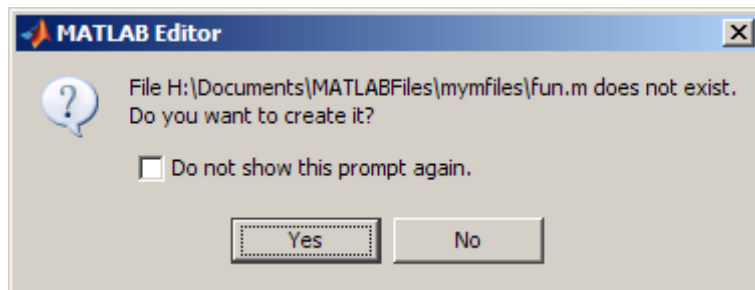 MATLAB Editor
File H:\Documents\MATLABFiles\mymfiles\fun.m does not exist.
Do you want to create it?
Do not show this prompt again.
Yes No